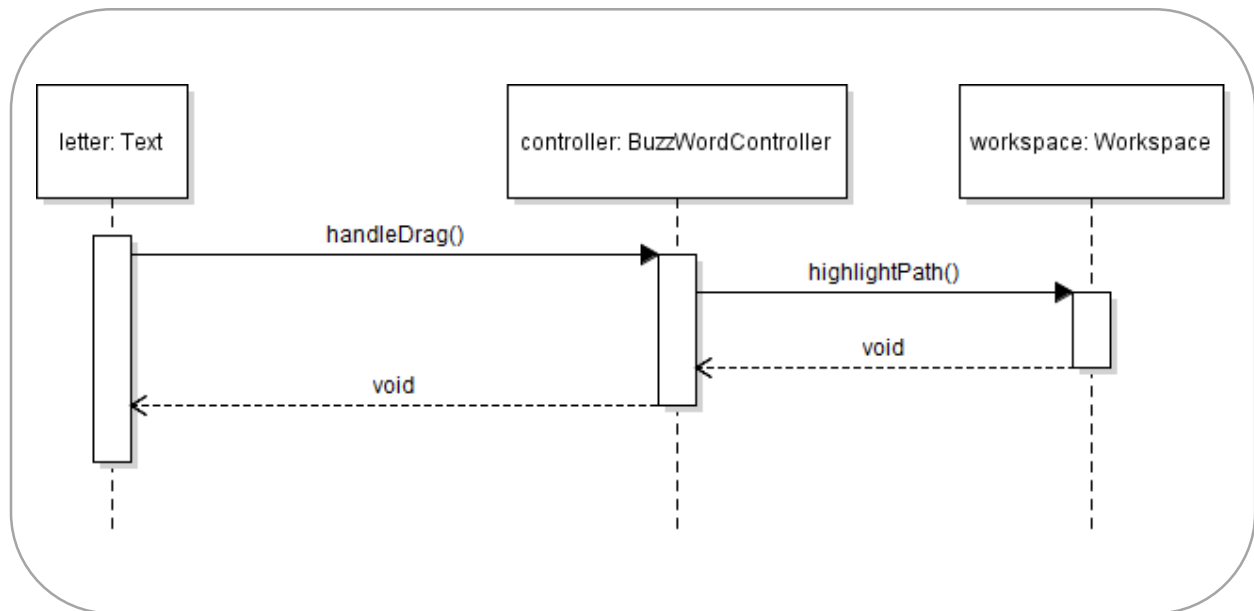 letter: Text
controller: BuzzWordController
workspace: Workspace
handleDrag()
highlightPath()
void
void